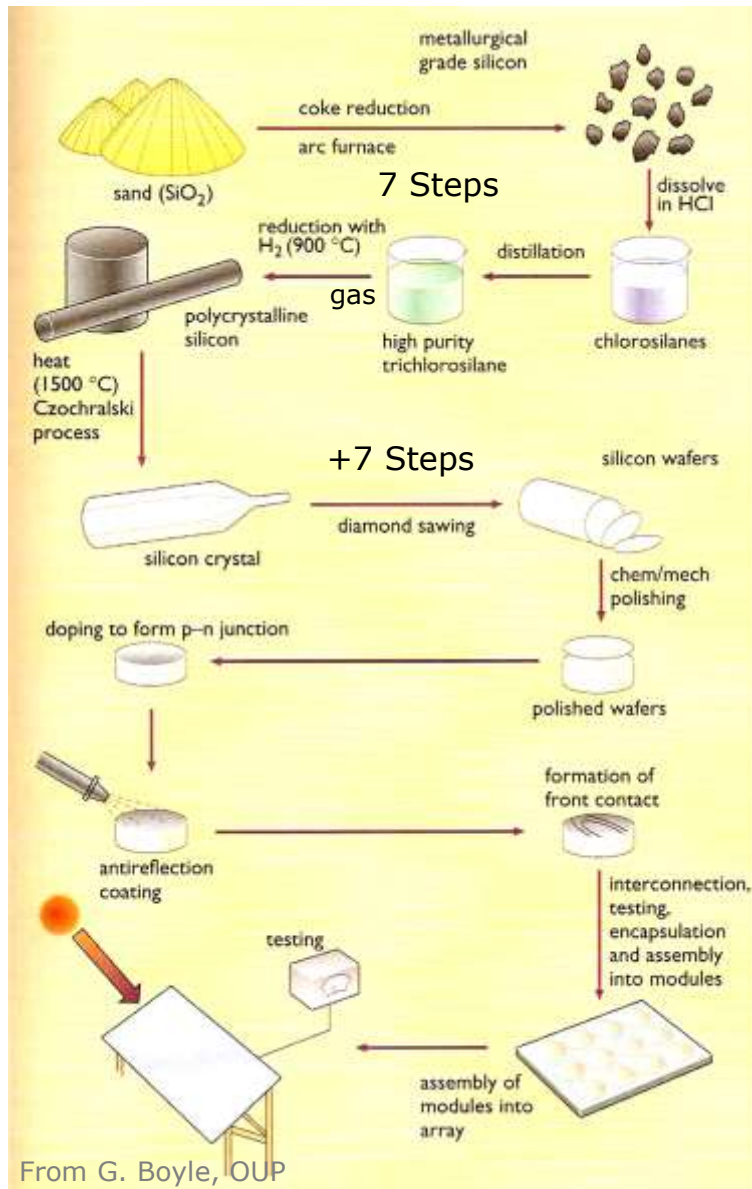 metallurgical
grade silicon
coke reduction
arc furnace
sand (SiO₂)
7 Steps
dissolve
in HCl
reduction with
H₂ (900 °C)
distillation
gas
polycrystalline
silicon
high purity
trichlorosilane
chlorosilanes
heat
(1500 °C)
Czochralski
process
+7 Steps
silicon wafers
diamond sawing
silicon crystal
chem/mech
polishing
doping to form p–n junction
polished wafers
formation of
front contact
antireflection
coating
interconnection,
testing,
encapsulation
and assembly
into modules
testing
assembly of
modules into
array
From G. Boyle, OUP